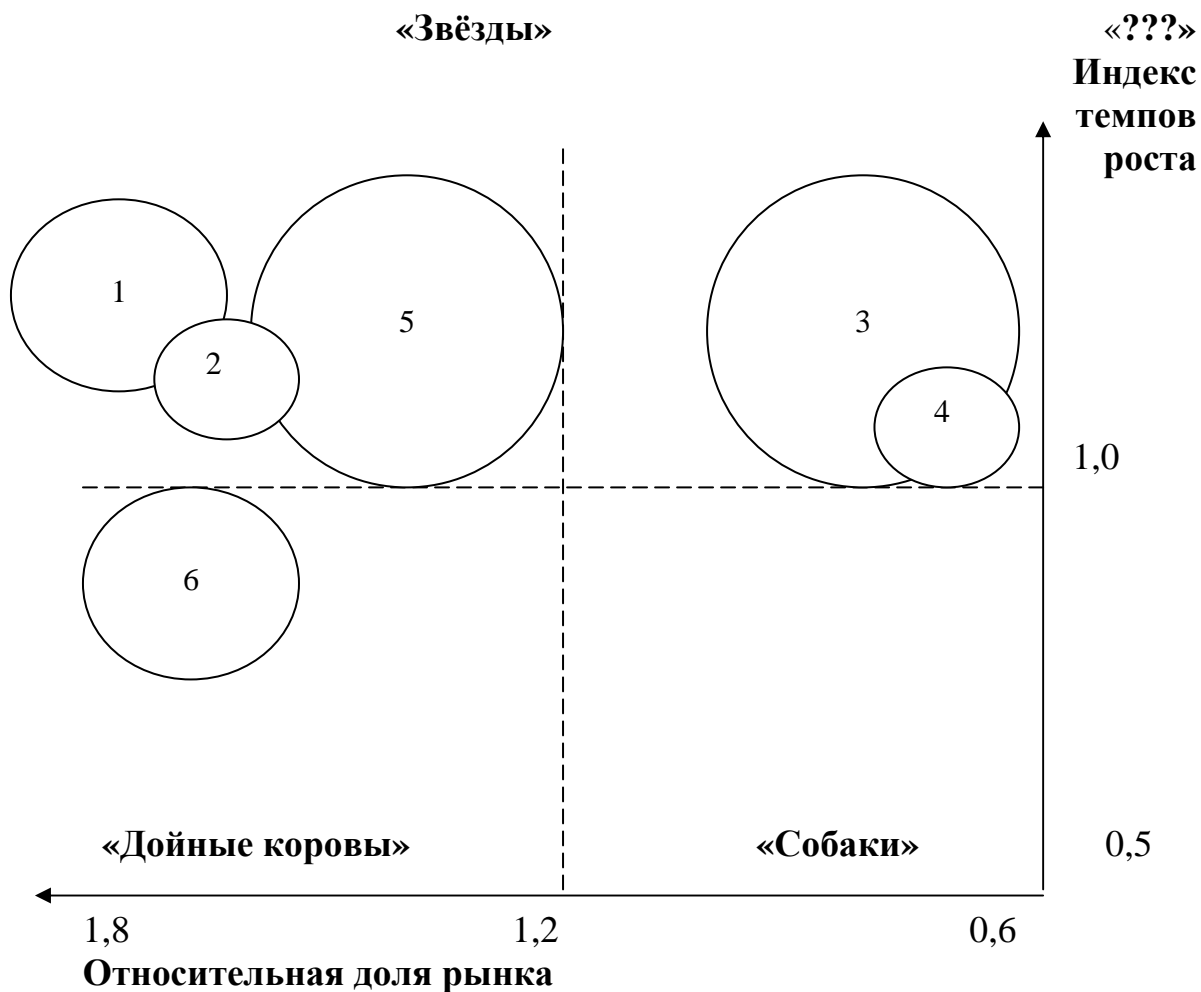 «Звёзды»
«???»
Индекс
темпов
роста
1
5
3
2
4
1,0
6
«Дойные коровы»
«Собаки»
0,5
1,8
1,2
0,6
Относительная доля рынка